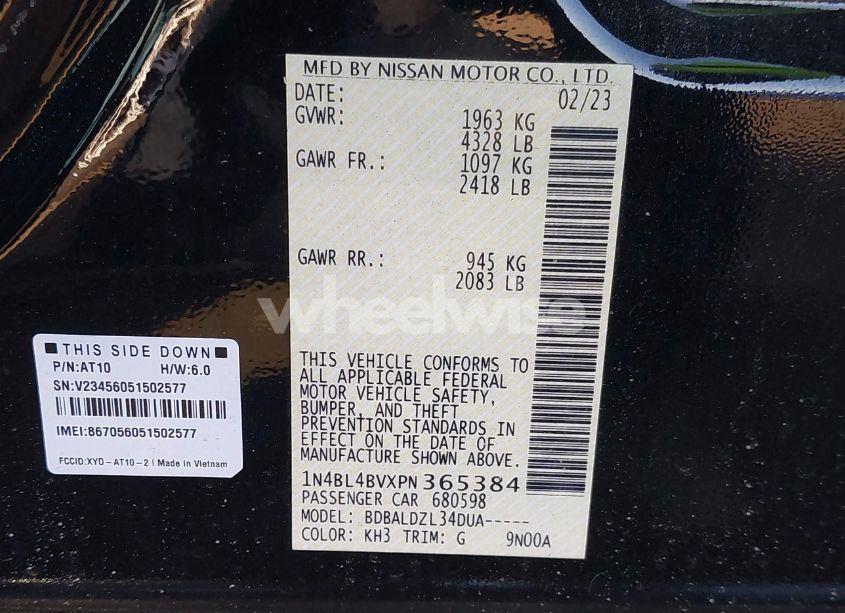 MFD BY NISSAN MOTOR CO., LTD.
DATE: 02/23
GVWR: 1963 KG
4328 LB
GAWR FR.: 1097 KG
2418 LB
GAWR RR.: 945 KG
2083 LB
wheelwise
THIS VEHICLE CONFORMS TO
ALL APPLICABLE FEDERAL
MOTOR VEHICLE SAFETY,
BUMPER, AND THEFT
PREVENTION STANDARDS IN
EFFECT ON THE DATE OF
MANUFACTURE SHOWN ABOVE.
1N4BL4BVXPN365384
PASSENGER CAR 680598
MODEL: BDBALDZL34DUA-----
COLOR: KH3 TRIM: G 9N00A
THIS SIDE DOWN
P/N:AT10 H/W:6.0
SN:V23456051502577
IMEI:867056051502577
FCCID:XYO-AT10-2 | Made in Vietnam